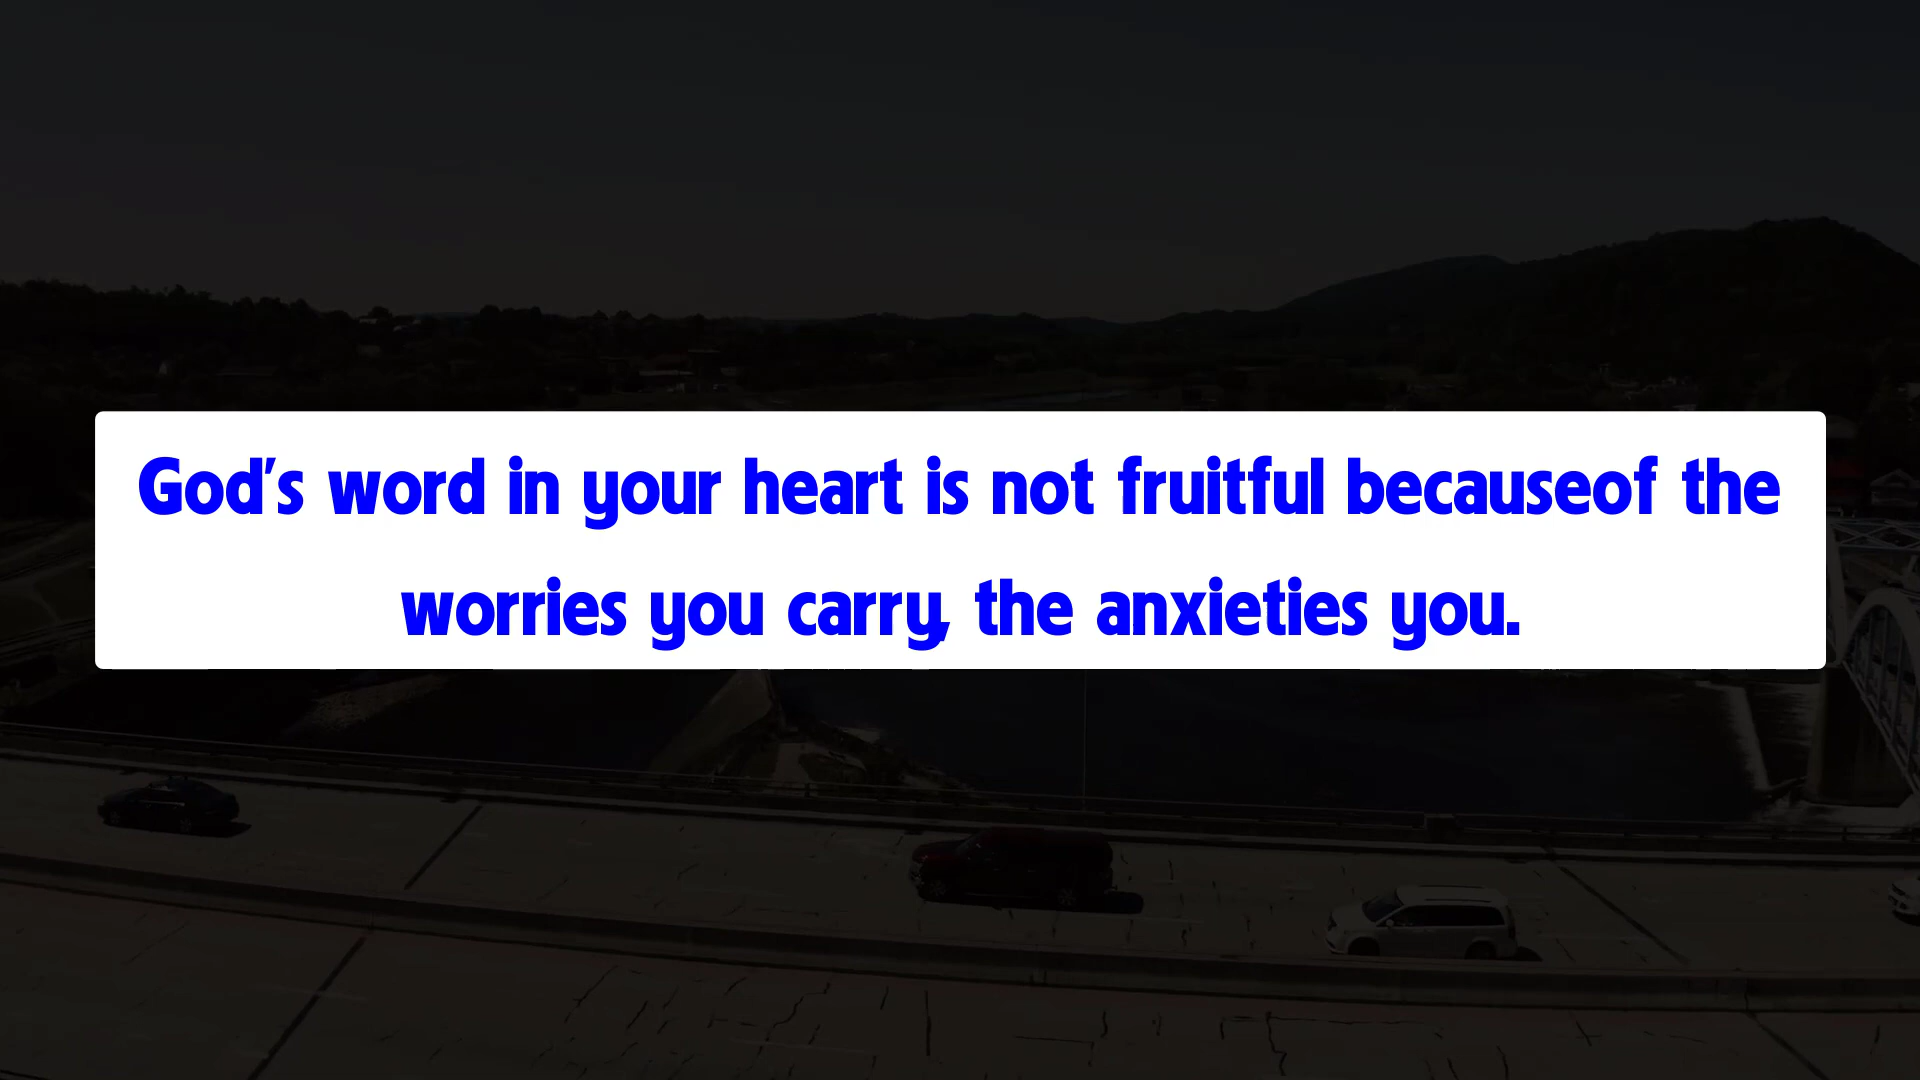 God's word in your heart is not fruitful becauseof the
worries you carry, the anxieties you.